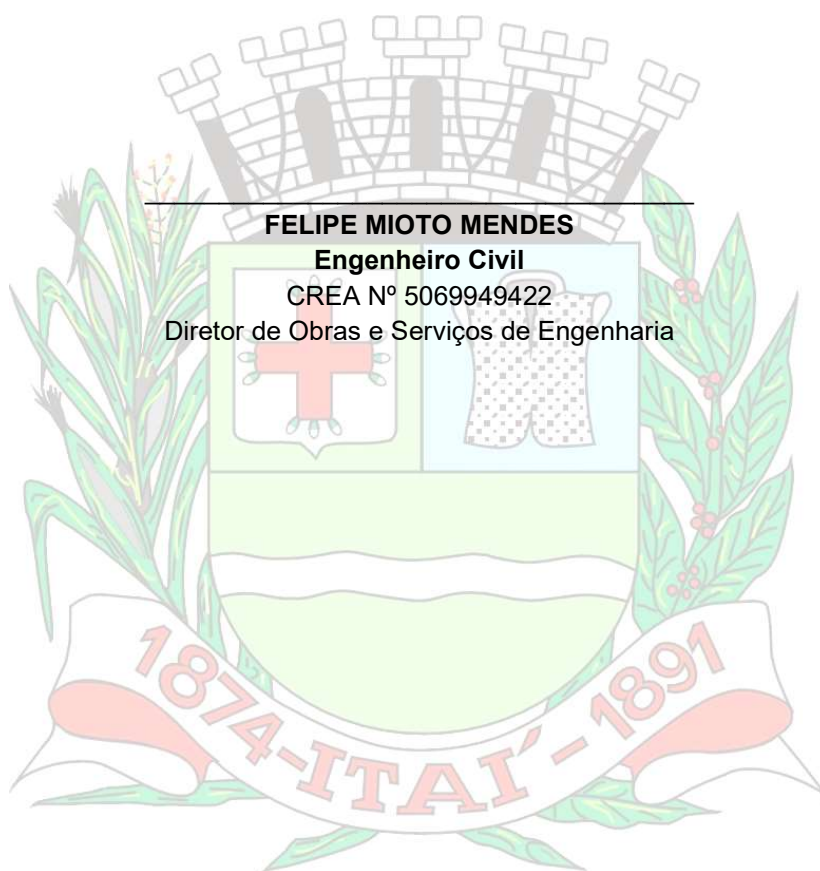 FELIPE MIOTO MENDES
Engenheiro Civil
CREA Nº 5069949422
Diretor de Obras e Serviços de Engenharia
1874-ITAÍ-1891